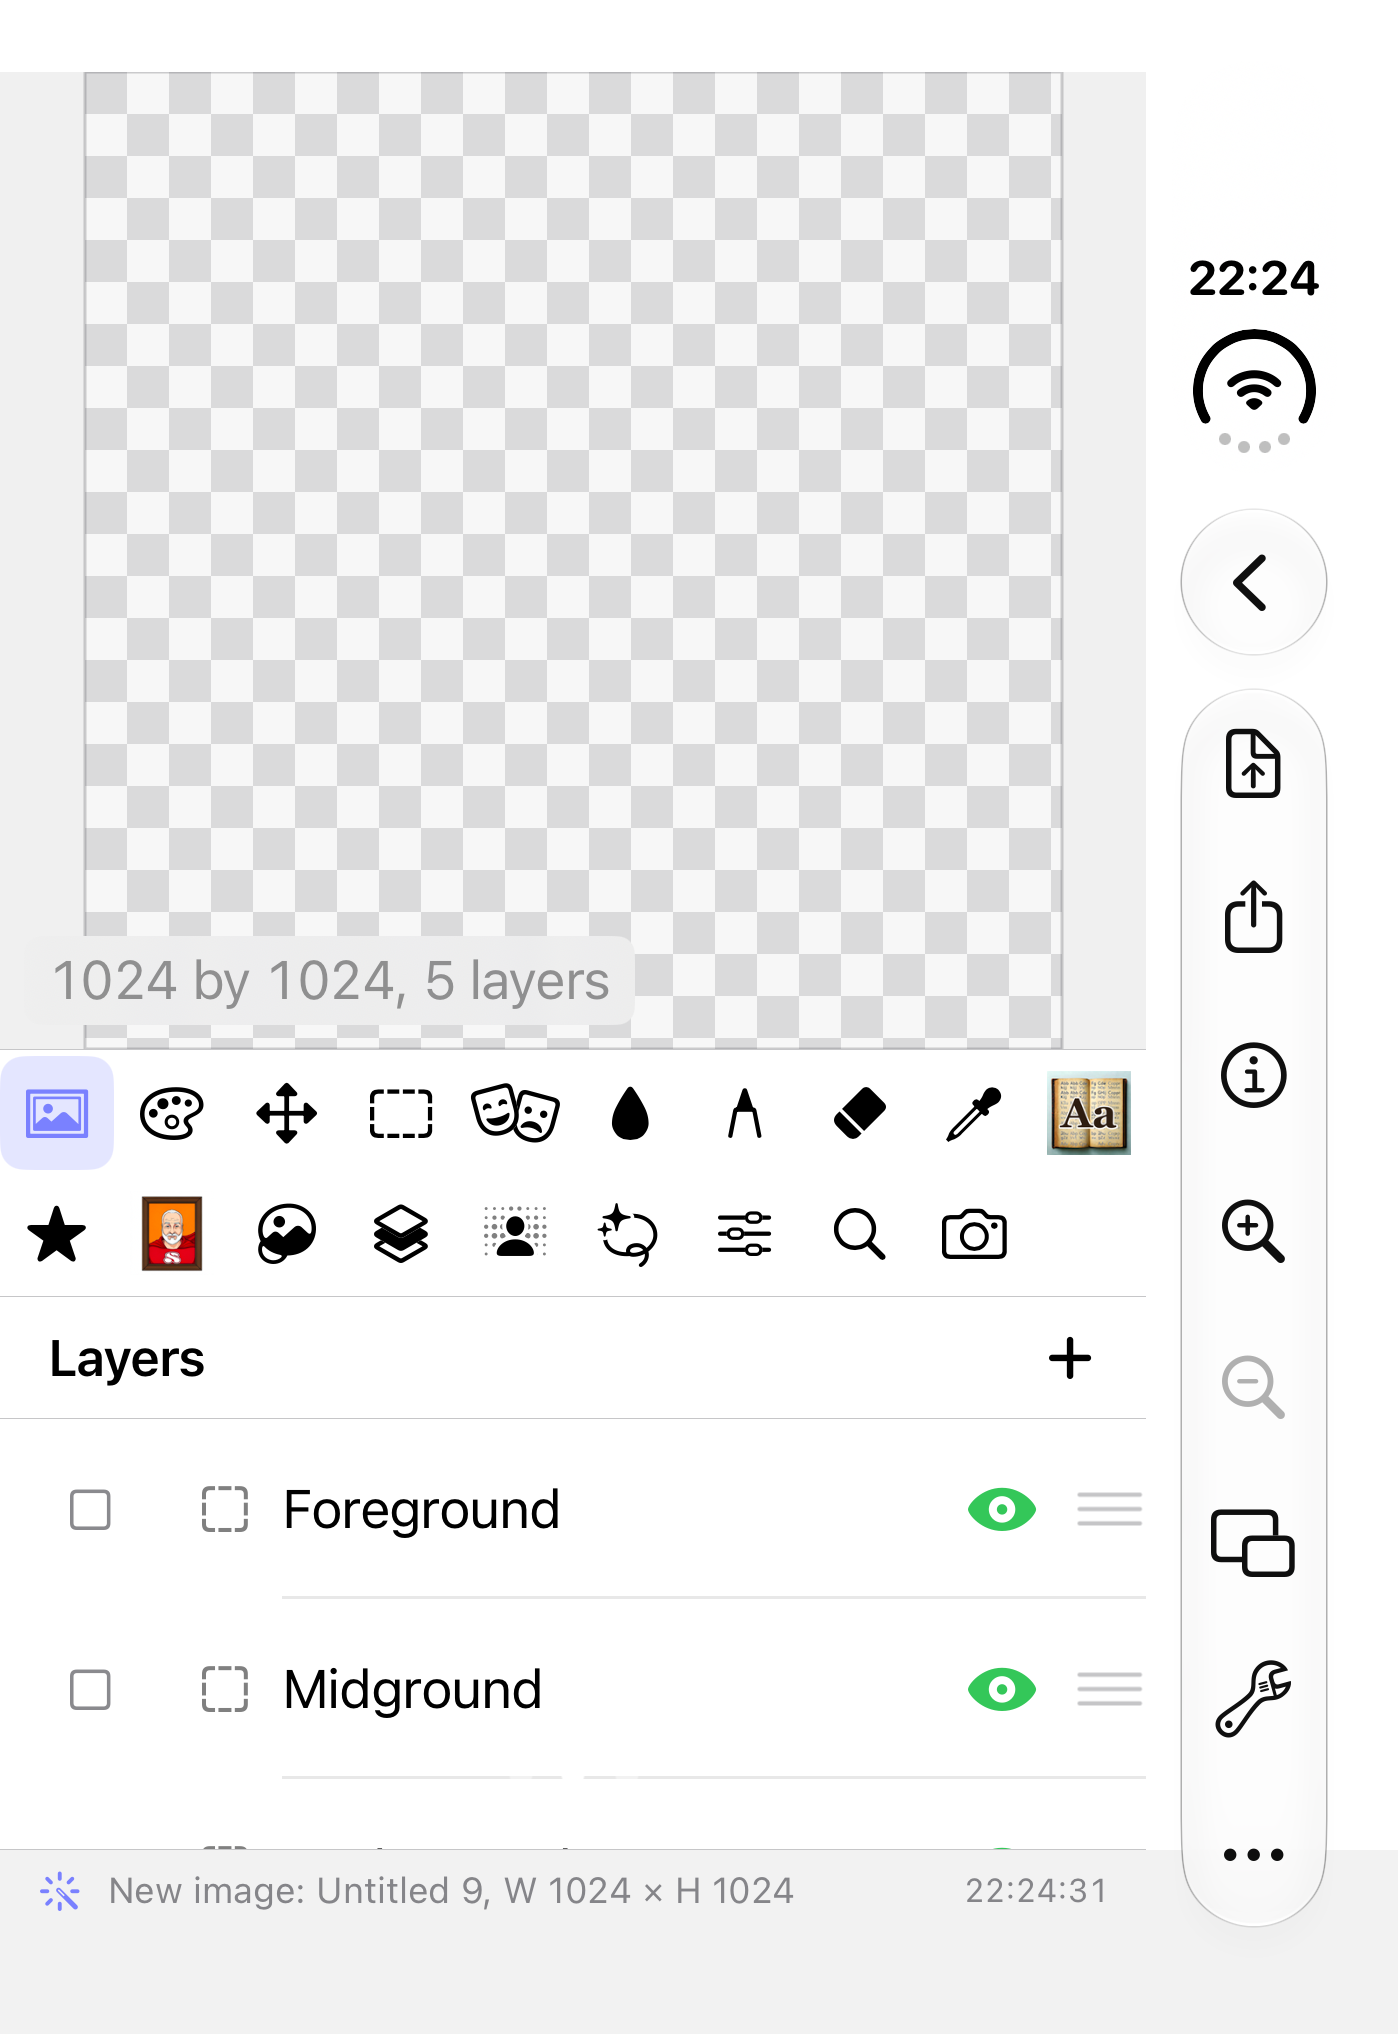 22:24
1024 by 1024, 5 layers
Aa
Layers
Foreground
Midground
New image: Untitled 9, W 1024 × H 1024
22:24:31